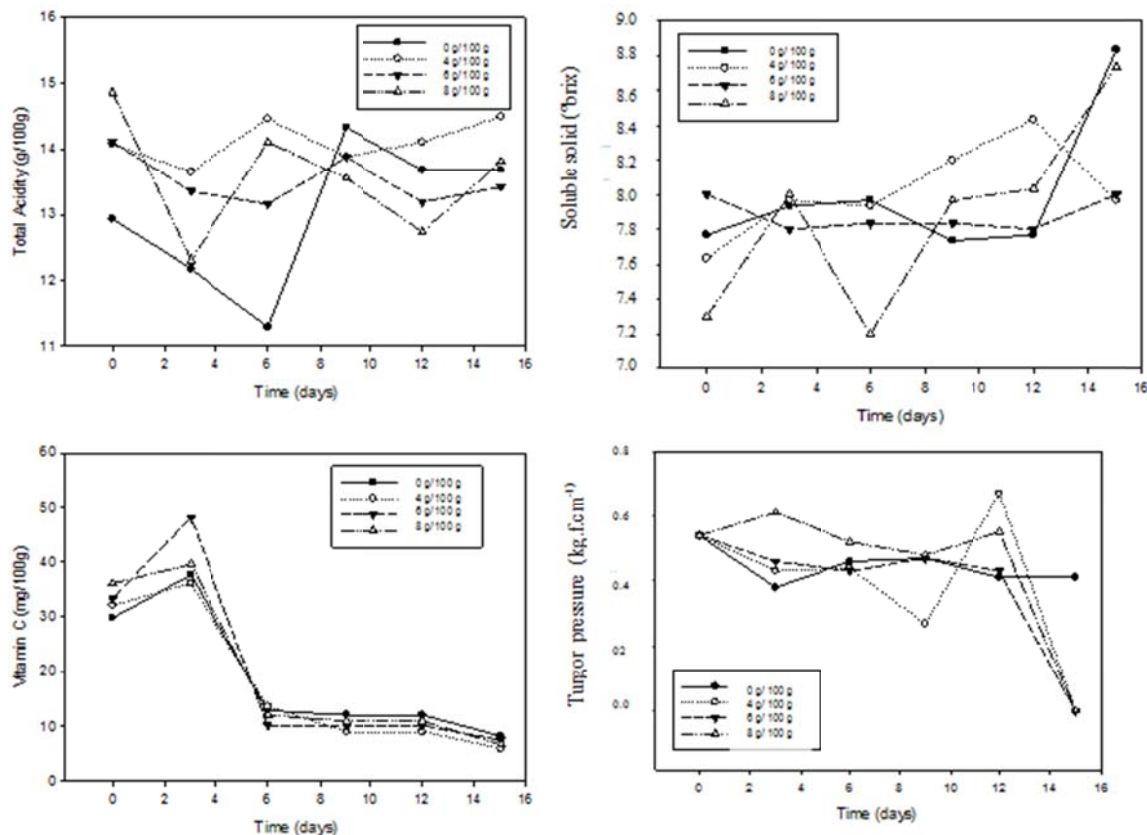 16
15
14
13
12
11
Total Acidity (g/100g)
0 g/100 g
4 g/100 g
6 g/100 g
8 g/100 g
0 2 4 6 8 10 12 14 16
Time (days)
9.0
8.8
8.6
8.4
8.2
8.0
7.8
7.6
7.4
7.2
7.0
Soluble solid (°brix)
0 g/ 100 g
4 g/ 100 g
6 g/ 100 g
8 g/ 100 g
0 2 4 6 8 10 12 14 16
Time (days)
60
50
40
30
20
10
0
Vitamin C (mg/100g)
0 g/100 g
4 g/100 g
6 g/100 g
8 g/100 g
0 2 4 6 8 10 12 14 16
Time (days)
0.8
0.6
0.4
02
0.0
Turgor pressure (kg.f.cm⁻¹)
0 g/ 100 g
4 g/ 100 g
6 g/ 100 g
8 g/ 100 g
0 2 4 6 8 10 12 14 16
Time (days)